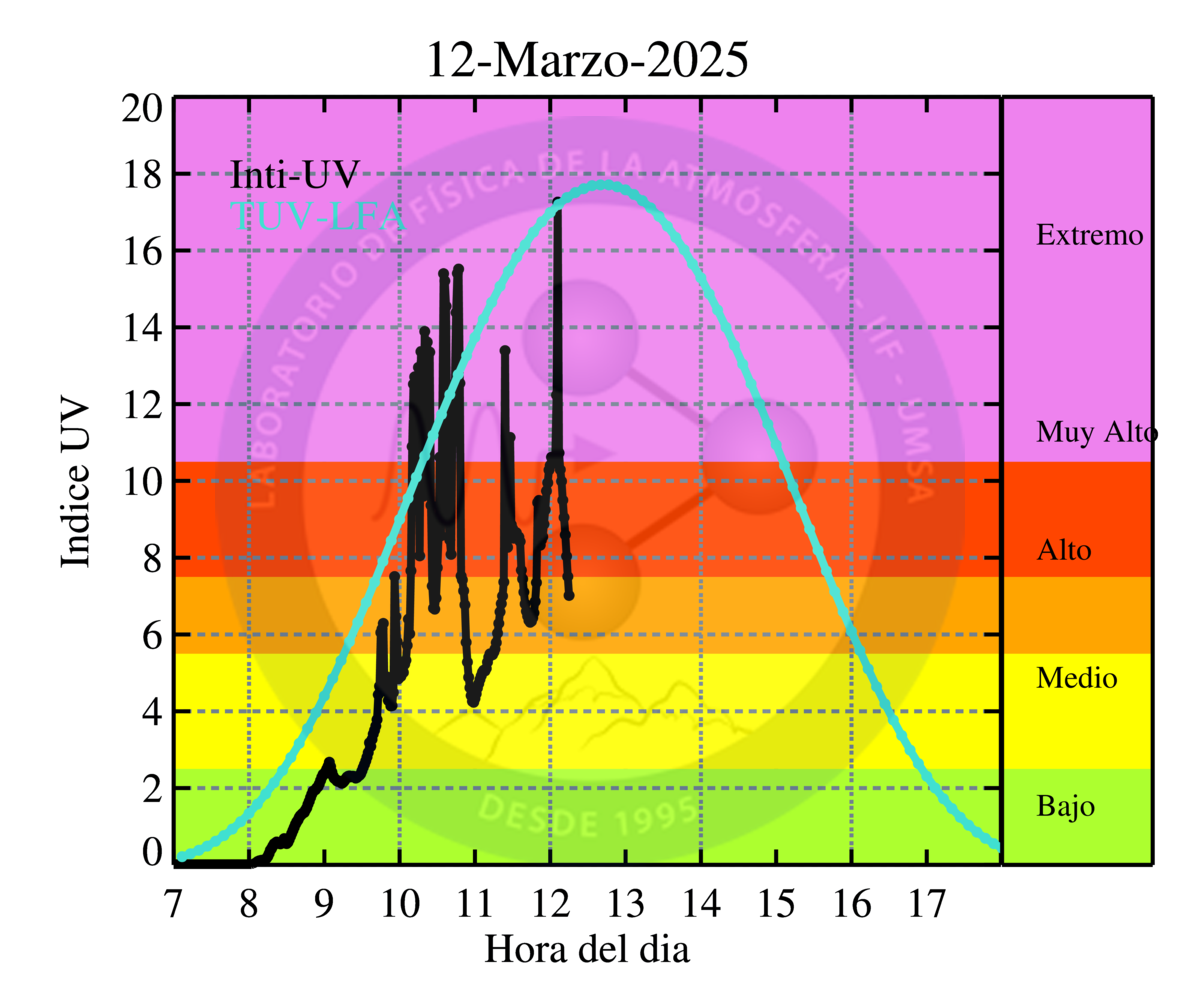 12-Marzo-2025
20
18
16
14
12
10
8
6
4
2
0
Indice UV
Inti-UV
TUV-LFA
LABORATORIO DE FÍSICA DE LA ATMÓSFERA - IIF - UMSA
DESDE 1995
Extremo
Muy Alto
Alto
Medio
Bajo
7 8 9 10 11 12 13 14 15 16 17
Hora del dia